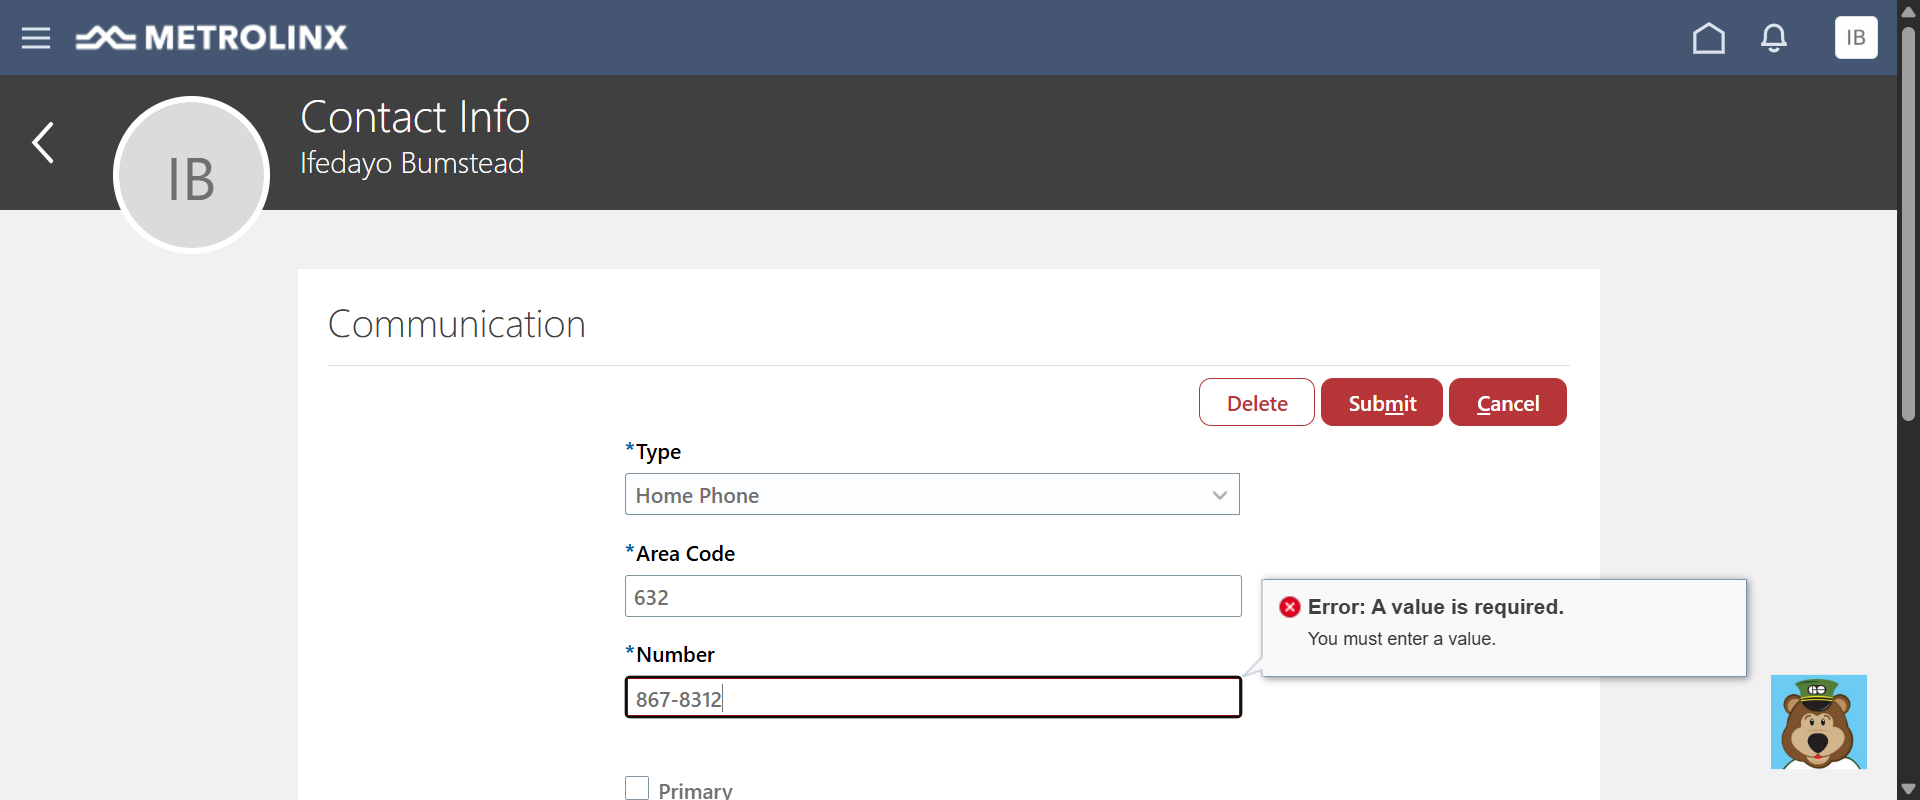 METROLINX
IB
Contact Info
Ifedayo Bumstead
IB
Communication
Delete
Submit
Cancel
*Type
Home Phone
*Area Code
632
Error: A value is required.
You must enter a value.
*Number
867-8312
GO
Primary